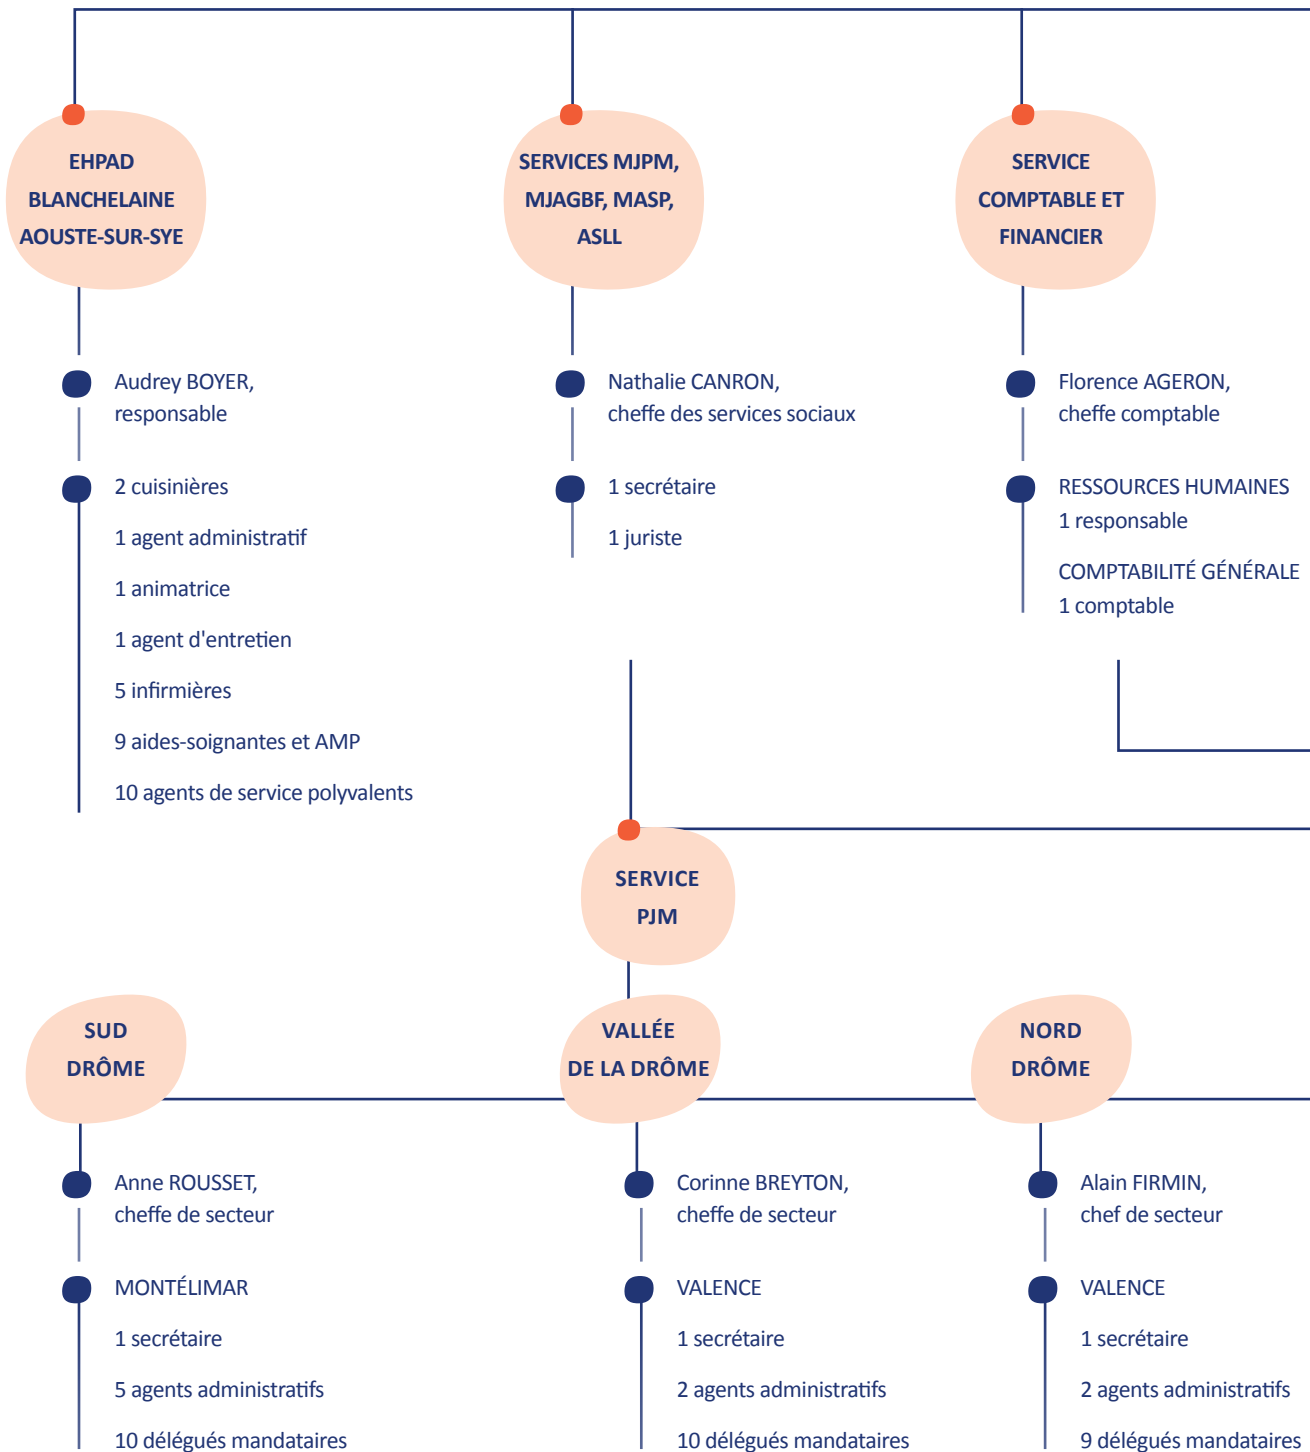 EHPAD
BLANCHELAINE
AOUSTE-SUR-SYE
SERVICES MJPM,
MJAGBF, MASP,
ASLL
SERVICE
COMPTABLE ET
FINANCIER
Audrey BOYER,
responsable
2 cuisinières
1 agent administratif
1 animatrice
1 agent d'entretien
5 infirmières
9 aides-soignantes et AMP
10 agents de service polyvalents
Nathalie CANRON,
cheffe des services sociaux
1 secrétaire
1 juriste
Florence AGERON,
cheffe comptable
RESSOURCES HUMAINES
1 responsable
COMPTABILITÉ GÉNÉRALE
1 comptable
SERVICE
PJM
SUD
DRÔME
Anne ROUSSET,
cheffe de secteur
MONTÉLIMAR
1 secrétaire
5 agents administratifs
10 délégués mandataires
VALLÉE
DE LA DRÔME
Corinne BREYTON,
cheffe de secteur
VALENCE
1 secrétaire
2 agents administratifs
10 délégués mandataires
NORD
DRÔME
Alain FIRMIN,
chef de secteur
VALENCE
1 secrétaire
2 agents administratifs
9 délégués mandataires